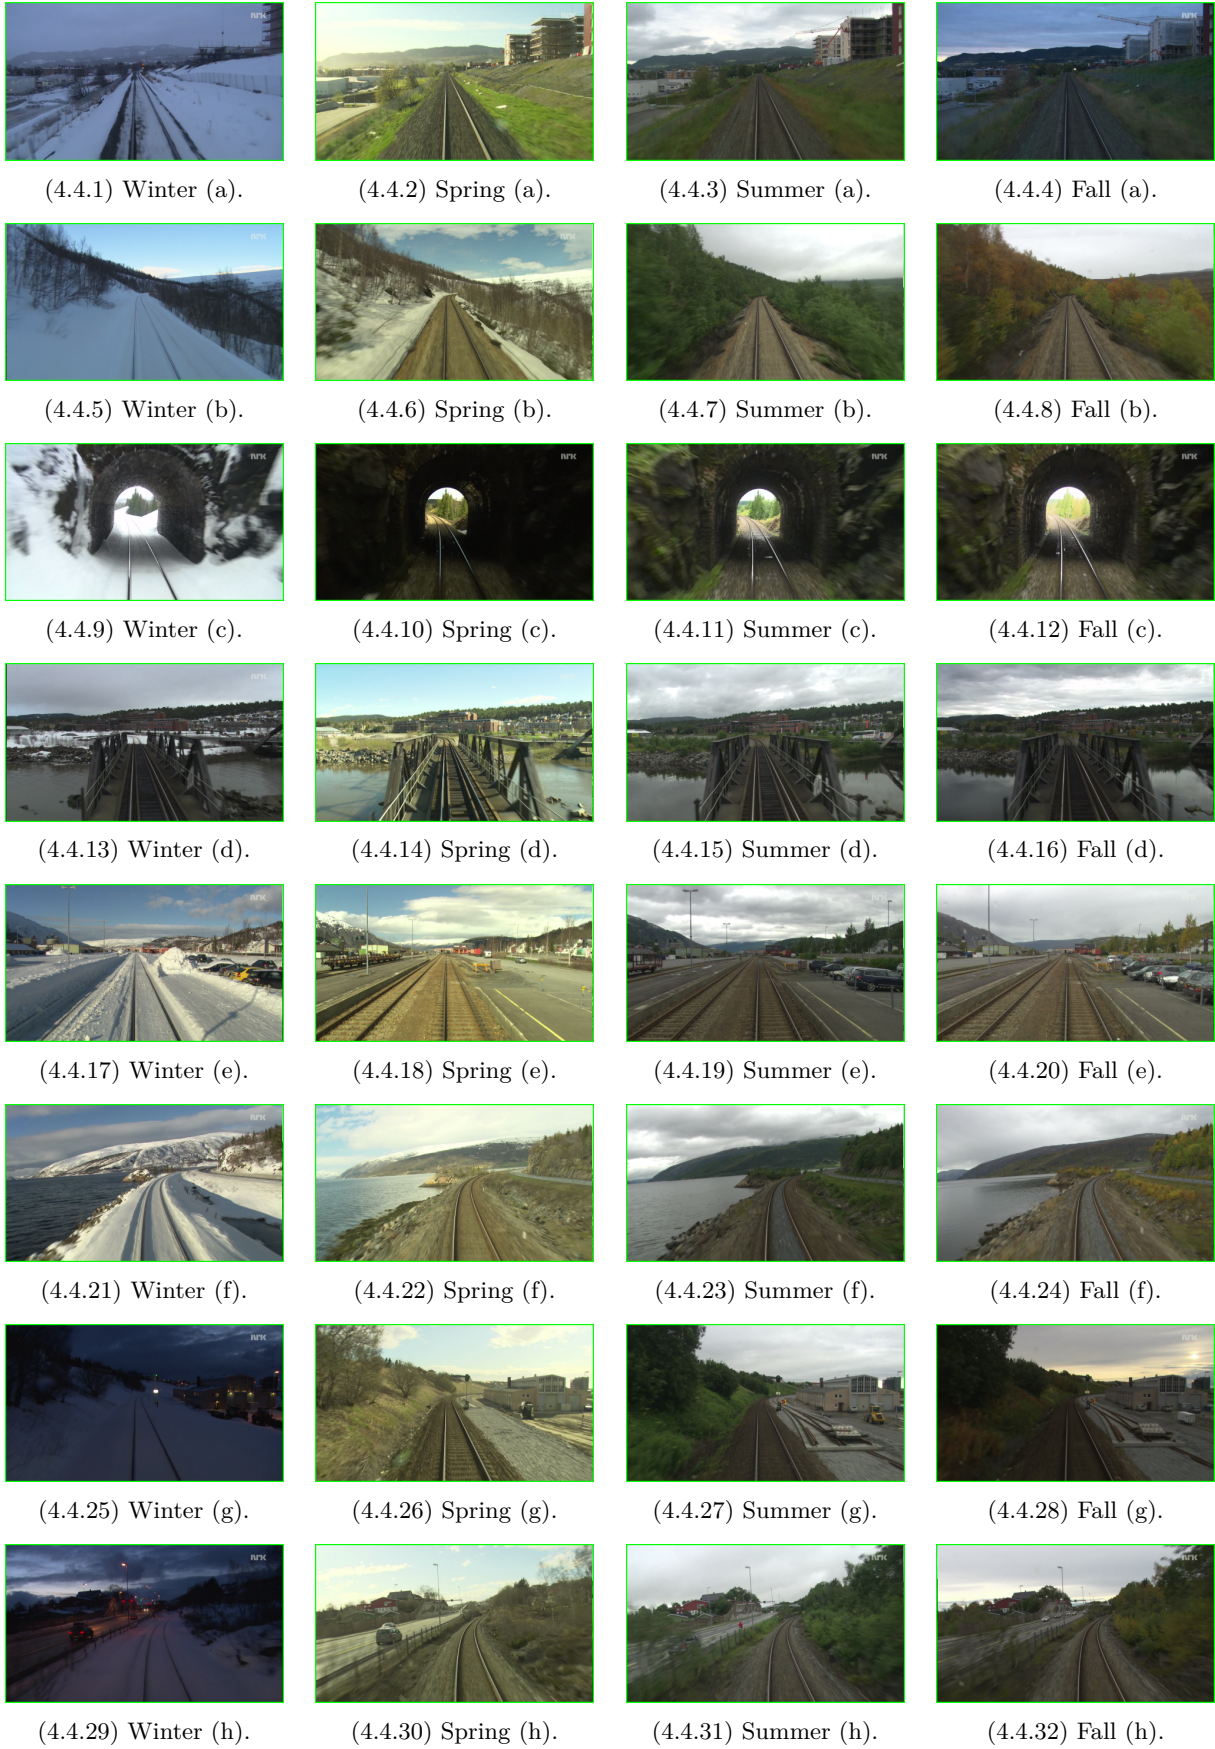 (4.4.1) Winter (a). (4.4.2) Spring (a). (4.4.3) Summer (a). (4.4.4) Fall (a).
(4.4.5) Winter (b). (4.4.6) Spring (b). (4.4.7) Summer (b). (4.4.8) Fall (b).
(4.4.9) Winter (c). (4.4.10) Spring (c). (4.4.11) Summer (c). (4.4.12) Fall (c).
(4.4.13) Winter (d). (4.4.14) Spring (d). (4.4.15) Summer (d). (4.4.16) Fall (d).
(4.4.17) Winter (e). (4.4.18) Spring (e). (4.4.19) Summer (e). (4.4.20) Fall (e).
(4.4.21) Winter (f). (4.4.22) Spring (f). (4.4.23) Summer (f). (4.4.24) Fall (f).
(4.4.25) Winter (g). (4.4.26) Spring (g). (4.4.27) Summer (g). (4.4.28) Fall (g).
(4.4.29) Winter (h). (4.4.30) Spring (h). (4.4.31) Summer (h). (4.4.32) Fall (h).